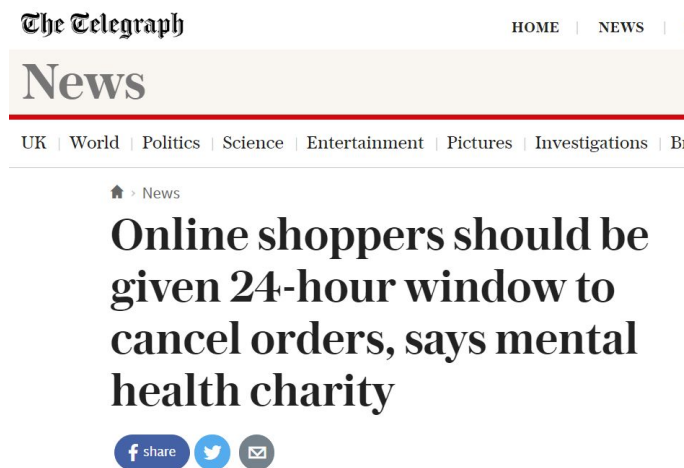 The Telegraph
HOME | NEWS |
News
UK | World | Politics | Science | Entertainment | Pictures | Investigations |
> News
Online shoppers should be
given 24-hour window to
cancel orders, says mental
health charity
f share